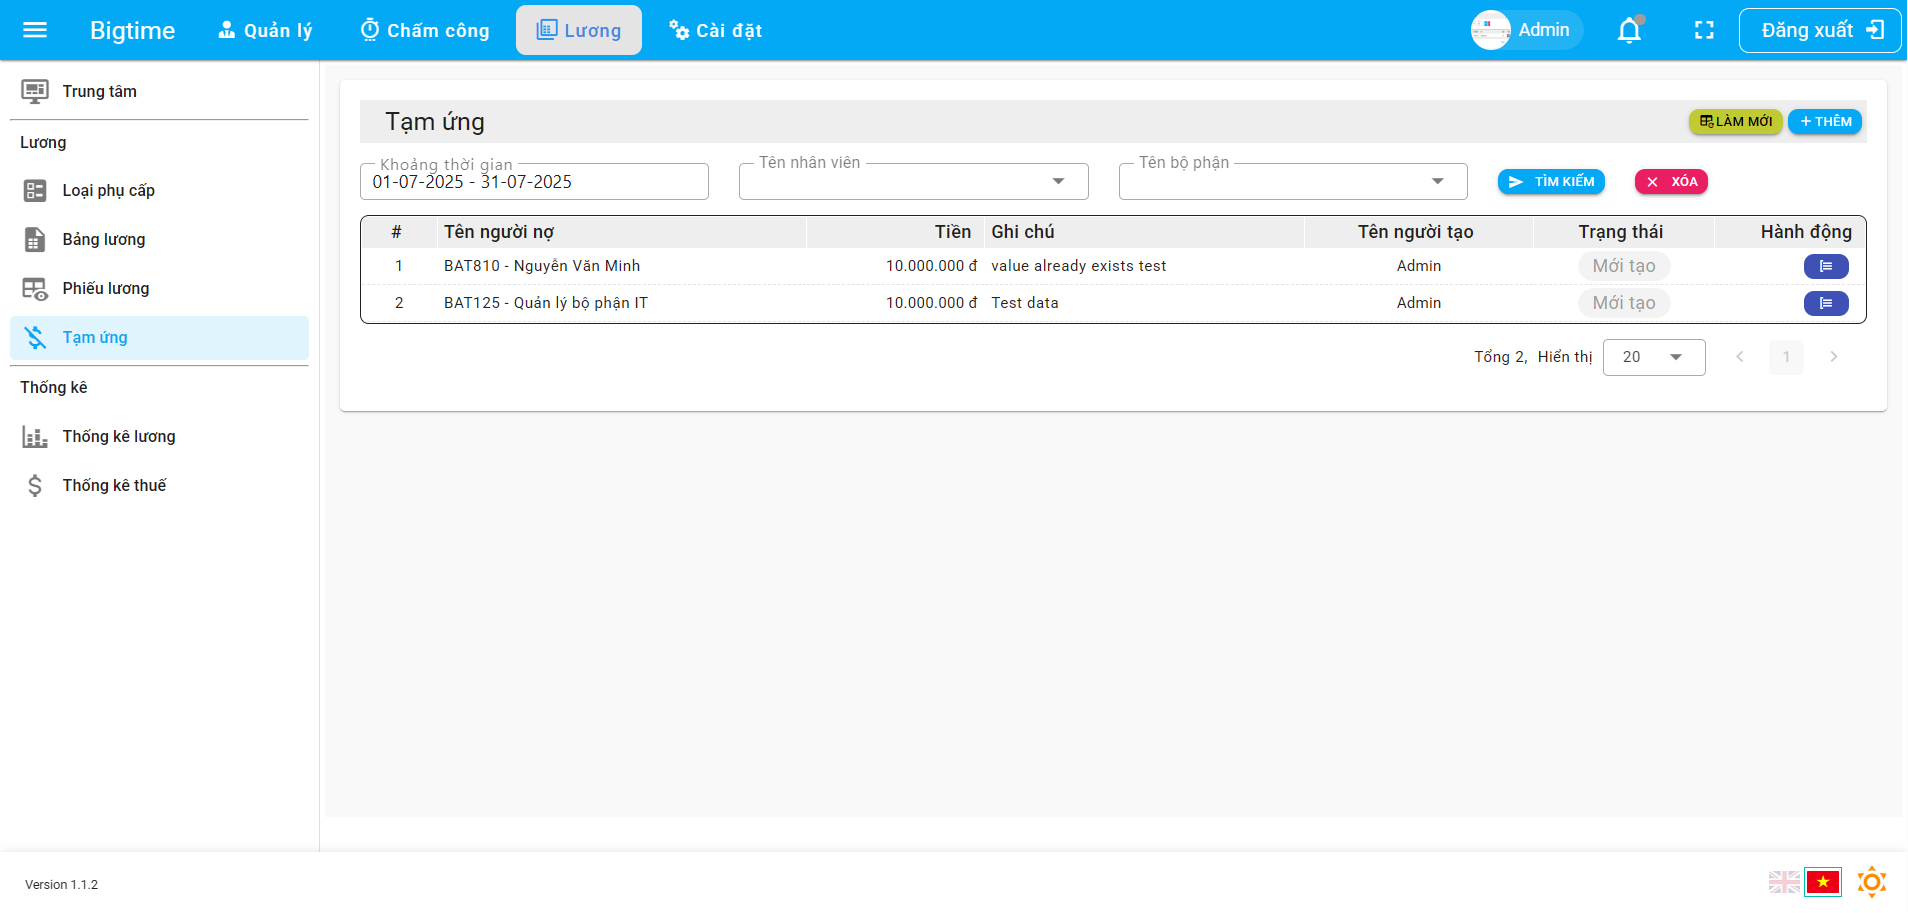 Bigtime Quản lý Chấm công Lương Cài đặt Admin Đăng xuất
Trung tâm
Lương
Loại phụ cấp
Bảng lương
Phiếu lương
Tạm ứng
Thống kê
Thống kê lương
Thống kê thuế
Tạm ứng LÀM MỚI + THÊM
Khoảng thời gian Tên nhân viên Tên bộ phận
01-07-2025 - 31-07-2025 TÌM KIẾM XÓA
# Tên người nợ Tiền Ghi chú Tên người tạo Trạng thái Hành động
1 BAT810 - Nguyễn Văn Minh 10.000.000 đ value already exists test Admin Mới tạo
2 BAT125 - Quản lý bộ phận IT 10.000.000 đ Test data Admin Mới tạo
Tổng 2, Hiển thị 20 1
Version 1.1.2